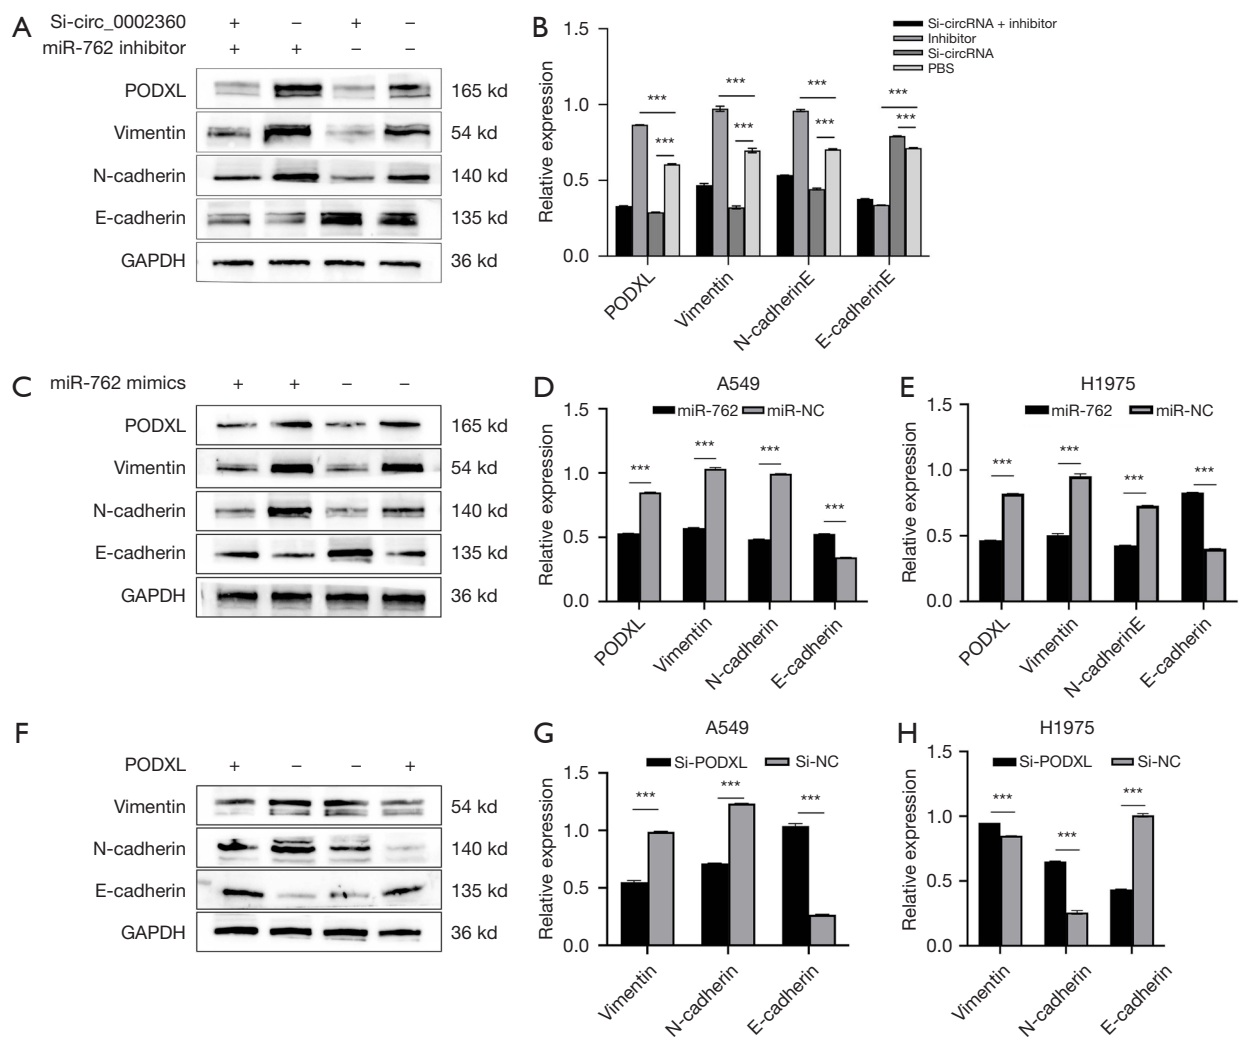 A
Si-circ_0002360 + – + –
miR-762 inhibitor + + – –
PODXL 165 kd
Vimentin 54 kd
N-cadherin 140 kd
E-cadherin 135 kd
GAPDH 36 kd
B
Si-circRNA + inhibitor
Inhibitor
Si-circRNA
PBS
Relative expression
1.5
1.0
0.5
0.0
*** *** *** ***
*** *** *** ***
PODXL Vimentin N-cadherinE E-cadherinE
C
miR-762 mimics + + – –
PODXL 165 kd
Vimentin 54 kd
N-cadherin 140 kd
E-cadherin 135 kd
GAPDH 36 kd
D
A549
miR-762 miR-NC
Relative expression
1.5
1.0
0.5
0.0
*** *** *** ***
PODXL Vimentin N-cadherin E-cadherin
E
H1975
miR-762 miR-NC
Relative expression
1.5
1.0
0.5
0.0
*** *** *** ***
PODXL Vimentin N-cadherinE E-cadherin
F
PODXL + – – +
Vimentin 54 kd
N-cadherin 140 kd
E-cadherin 135 kd
GAPDH 36 kd
G
A549
Si-PODXL Si-NC
Relative expression
1.5
1.0
0.5
0.0
*** *** ***
Vimentin N-cadherin E-cadherin
H
H1975
Si-PODXL Si-NC
Relative expression
1.5
1.0
0.5
0.0
*** *** ***
Vimentin N-cadherin E-cadherin